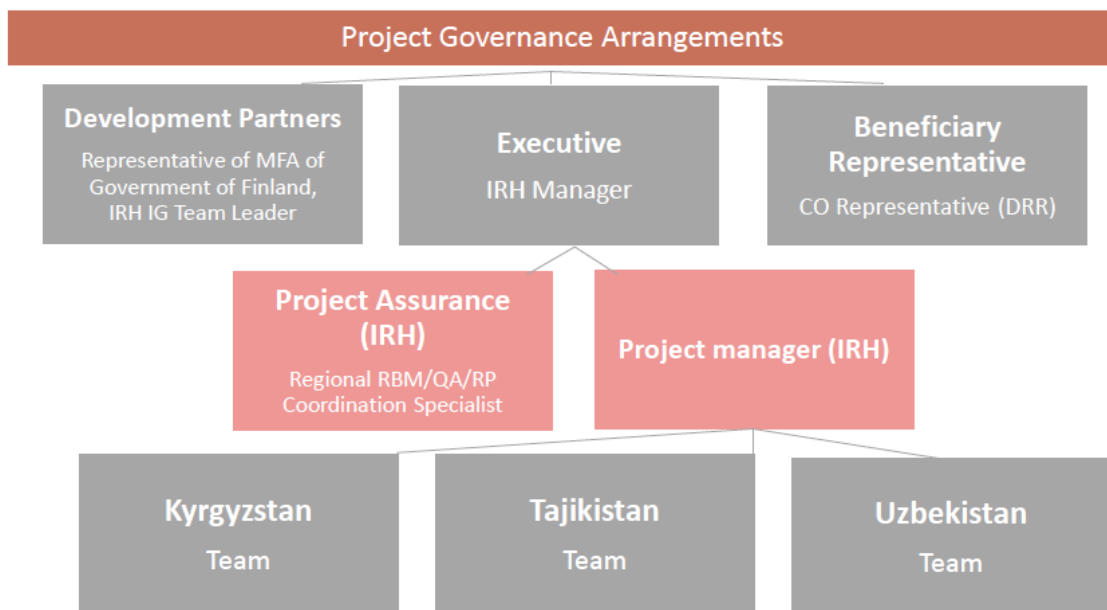 Project Governance Arrangements
Development Partners
Representative of MFA of
Government of Finland,
IRH IG Team Leader
Executive
IRH Manager
Beneficiary
Representative
CO Representative (DRR)
Project Assurance
(IRH)
Regional RBM/QA/RP
Coordination Specialist
Project manager (IRH)
Kyrgyzstan
Team
Tajikistan
Team
Uzbekistan
Team